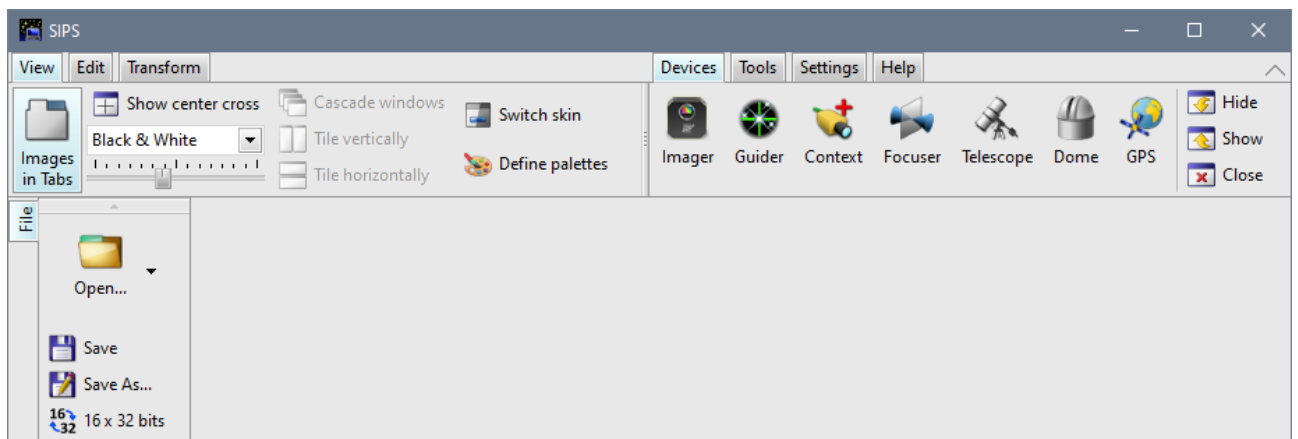 SIPS
View Edit Transform
Devices Tools Settings Help
Images
in Tabs
Show center cross
Black & White
Cascade windows
Tile vertically
Tile horizontally
Switch skin
Define palettes
Imager Guider Context Focuser Telescope Dome GPS
Hide
Show
Close
File
Open...
Save
Save As...
16
32
16 x 32 bits